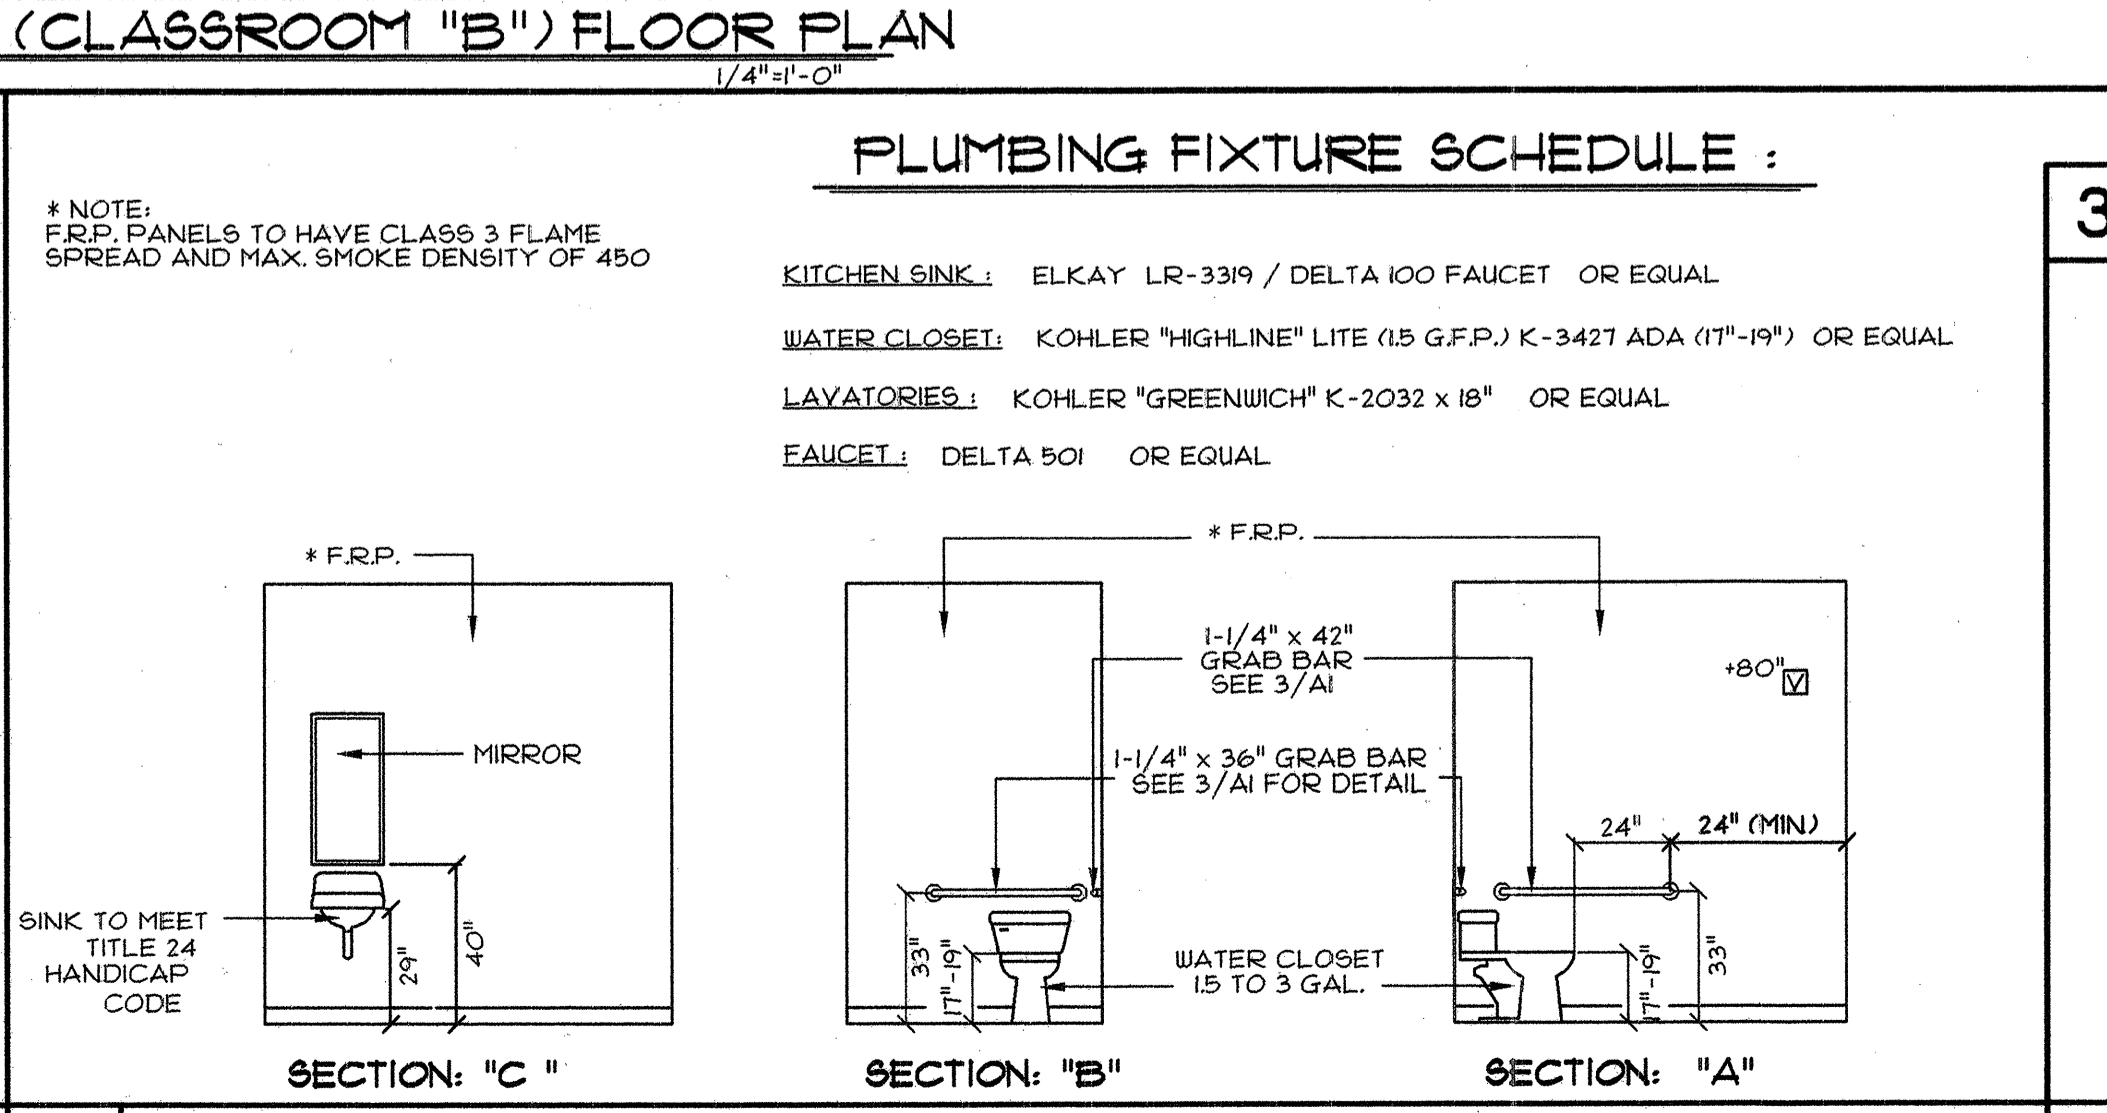 (CLASSROOM "B") FLOOR PLAN
1/4"=1'-0"
PLUMBING FIXTURE SCHEDULE :
3
* NOTE:
F.R.P. PANELS TO HAVE CLASS 3 FLAME
SPREAD AND MAX. SMOKE DENSITY OF 450
KITCHEN SINK : ELKAY LR-3319 / DELTA 100 FAUCET OR EQUAL
WATER CLOSET: KOHLER "HIGHLINE" LITE (1.5 G.F.P.) K-3427 ADA (17"-19") OR EQUAL
LAVATORIES : KOHLER "GREENWICH" K-2032 x 18" OR EQUAL
FAUCET : DELTA 501 OR EQUAL
* F.R.P.
MIRROR
SINK TO MEET
TITLE 24
HANDICAP
CODE
29"
40"
SECTION: "C "
* F.R.P.
1-1/4" x 42"
GRAB BAR
SEE 3/A1
1-1/4" x 36" GRAB BAR
SEE 3/A1 FOR DETAIL
33"
17"-19"
WATER CLOSET
1.5 TO 3 GAL.
SECTION: "B"
+80"
V
24"
24" (MIN)
17"-19"
33"
SECTION: "A"